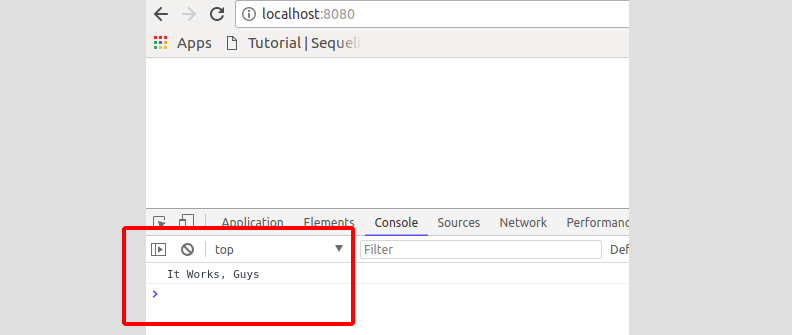 localhost:8080
Apps Tutorial | Sequeli
Application Elements Console Sources Network Performanc
top Filter Def
It Works, Guys